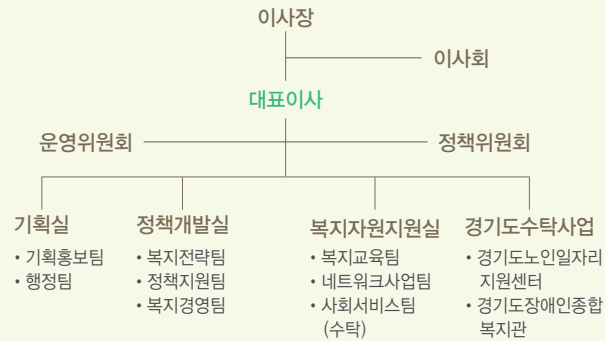 이사장
이사회
대표이사
운영위원회
정책위원회
기획실
• 기획홍보팀
• 행정팀
정책개발실
• 복지전략팀
• 정책지원팀
• 복지경영팀
복지자원지원실
• 복지교육팀
• 네트워크사업팀
• 사회서비스팀
(수탁)
경기도수탁사업
• 경기도노인일자리
지원센터
• 경기도장애인종합
복지관